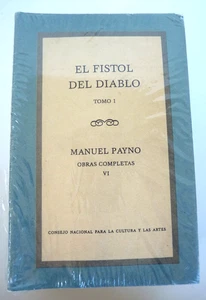 EL FISTOL
DEL DIABLO
TOMO I
MANUEL PAYNO
OBRAS COMPLETAS
VI
CONSEJO NACIONAL PARA LA CULTURA Y LAS ARTES